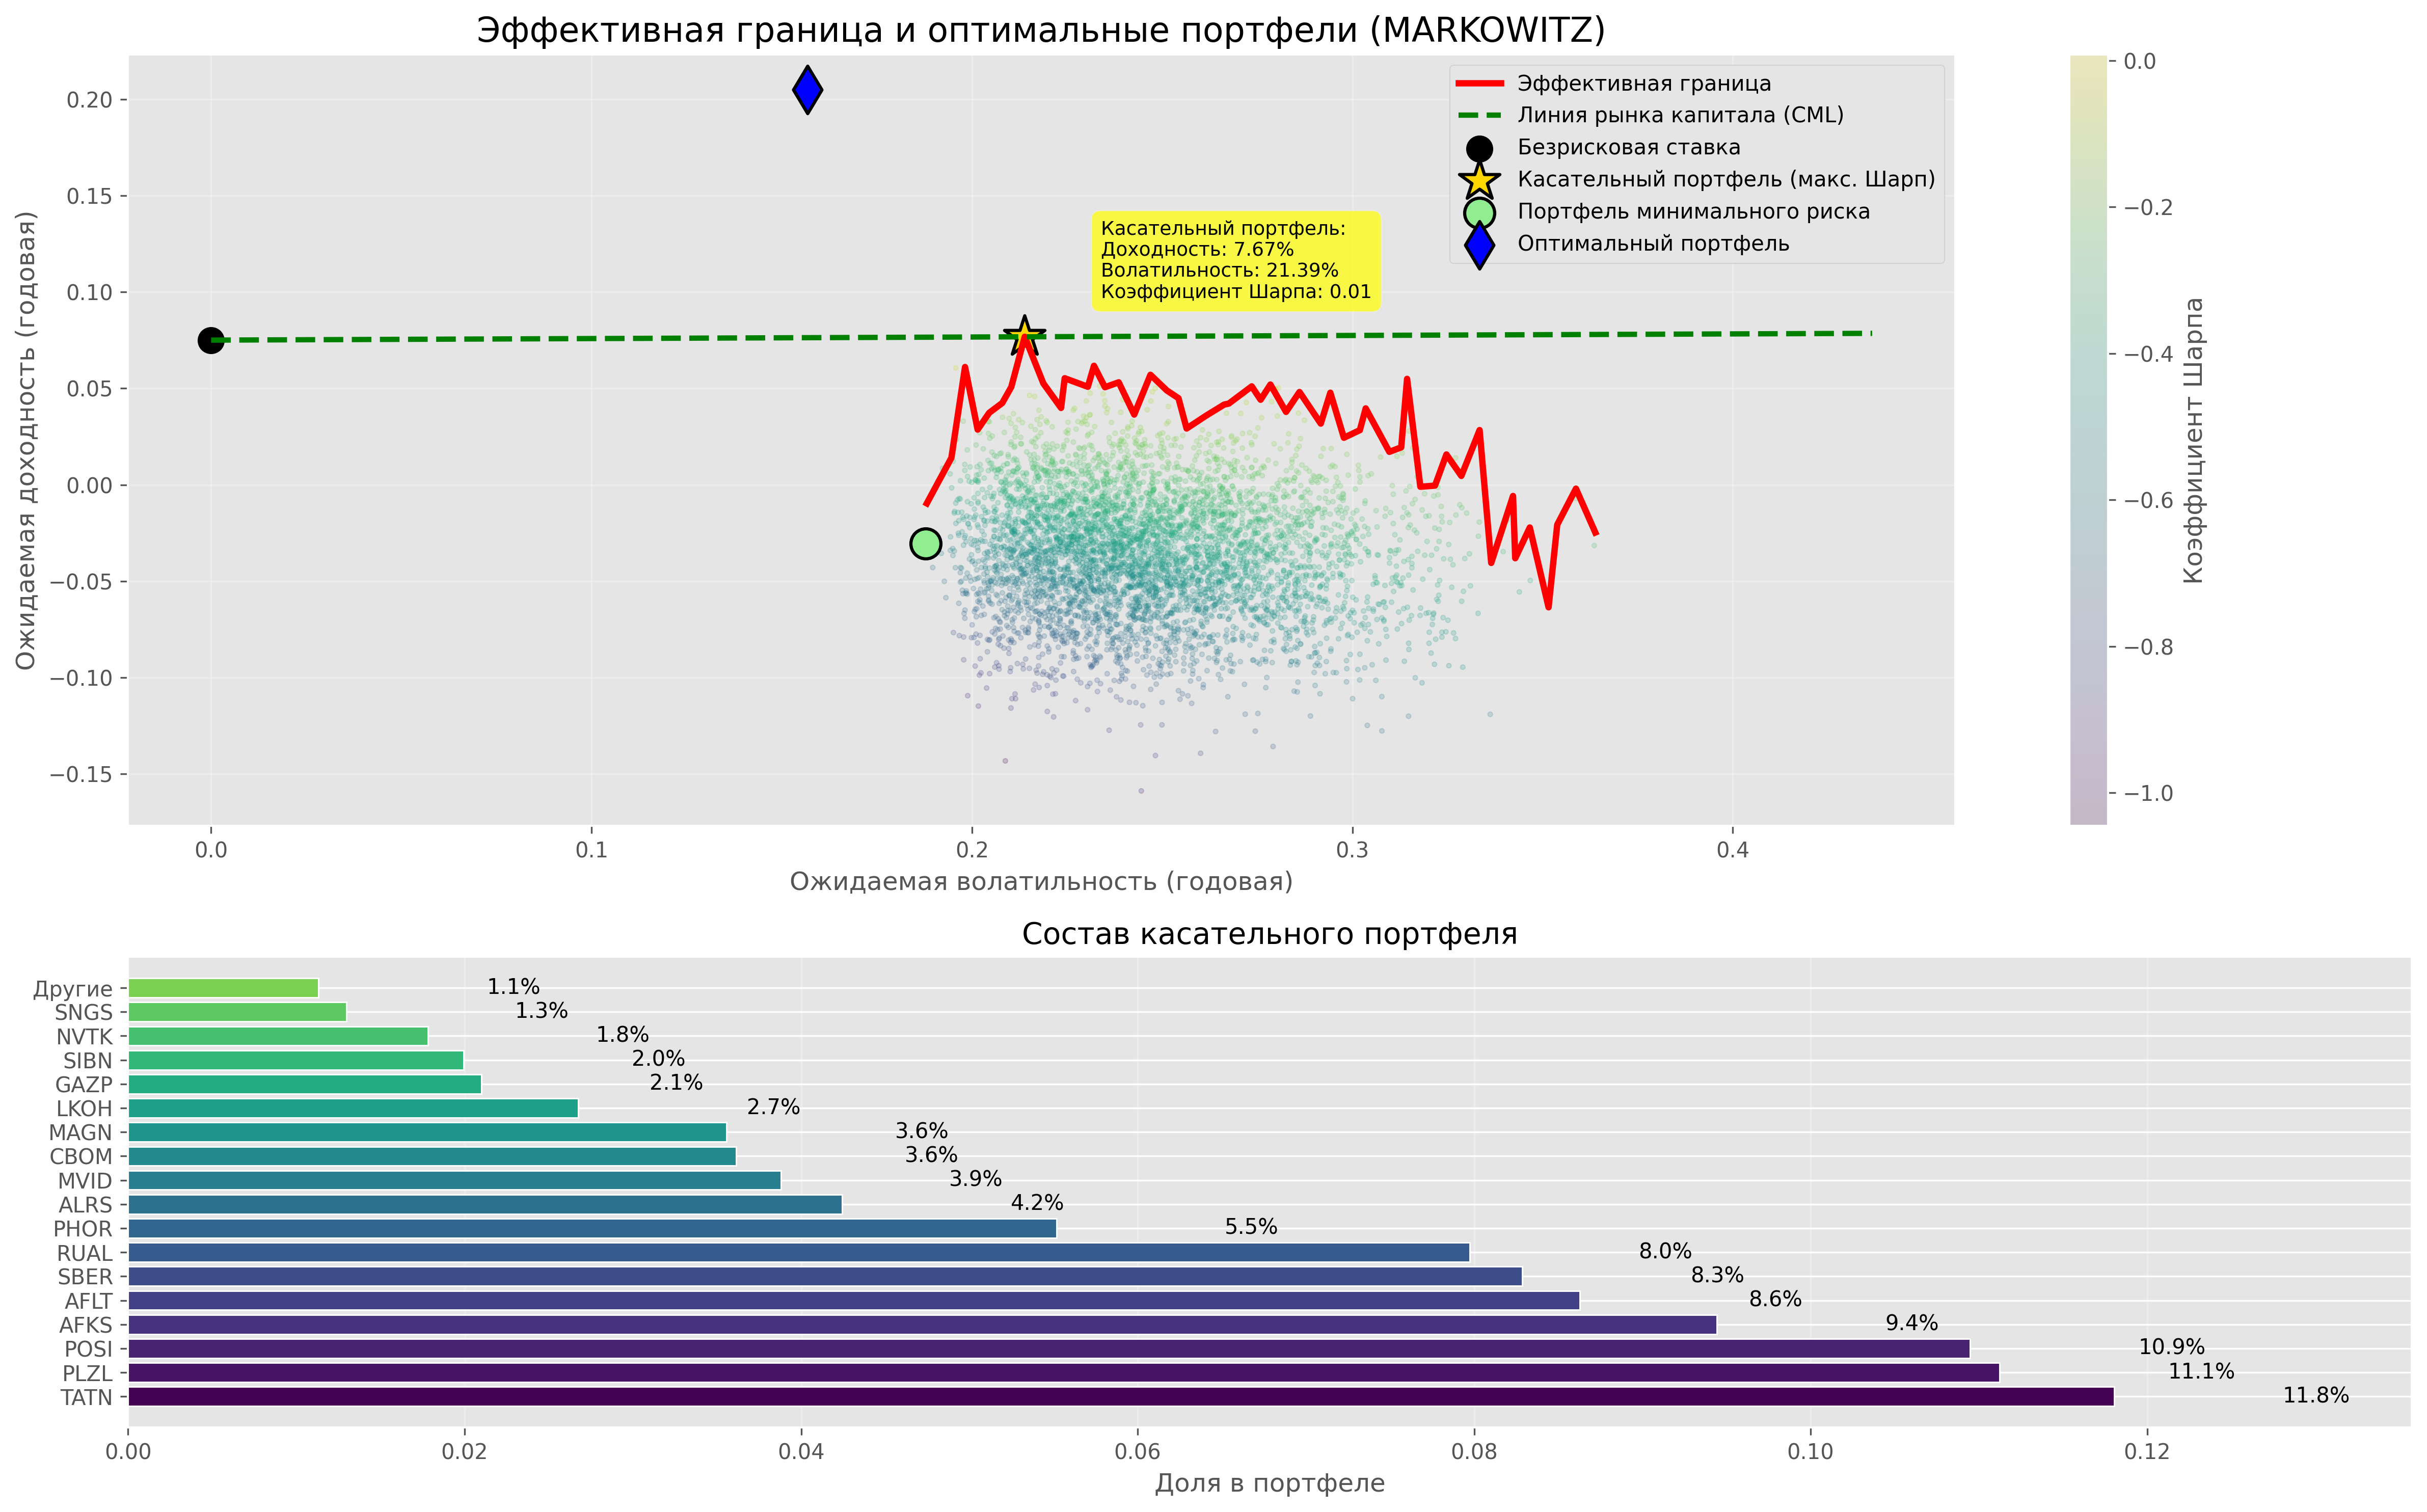 Эффективная граница и оптимальные портфели (MARKOWITZ)
Ожидаемая доходность (годовая)
0.20
0.15
0.10
0.05
0.00
−0.05
−0.10
−0.15
Эффективная граница
Линия рынка капитала (CML)
Безрисковая ставка
Касательный портфель (макс. Шарп)
Портфель минимального риска
Оптимальный портфель
Касательный портфель:
Доходность: 7.67%
Волатильность: 21.39%
Коэффициент Шарпа: 0.01
0.0
0.1
0.2
0.3
0.4
Ожидаемая волатильность (годовая)
0.0
−0.2
−0.4
−0.6
−0.8
−1.0
Коэффициент Шарпа
Состав касательного портфеля
Другие 1.1%
SNGS 1.3%
NVTK 1.8%
SIBN 2.0%
GAZP 2.1%
LKOH 2.7%
MAGN 3.6%
CBOM 3.6%
MVID 3.9%
ALRS 4.2%
PHOR 5.5%
RUAL 8.0%
SBER 8.3%
AFLT 8.6%
AFKS 9.4%
POSI 10.9%
PLZL 11.1%
TATN 11.8%
0.00
0.02
0.04
0.06
0.08
0.10
0.12
Доля в портфеле